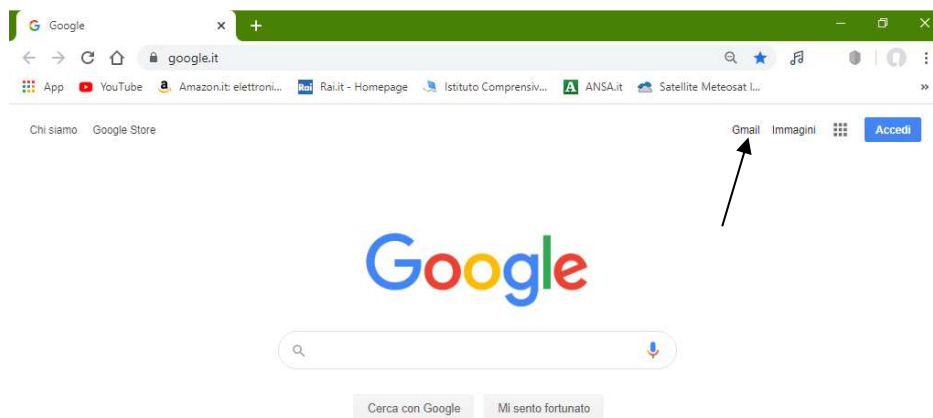 Google
google.it
App YouTube Amazon.it: elettroni... Rai Rai.it - Homepage Istituto Comprensiv... A ANSA.it Satellite Meteosat I... »
Chi siamo Google Store Gmail Immagini Accedi
Google
Cerca con Google Mi sento fortunato